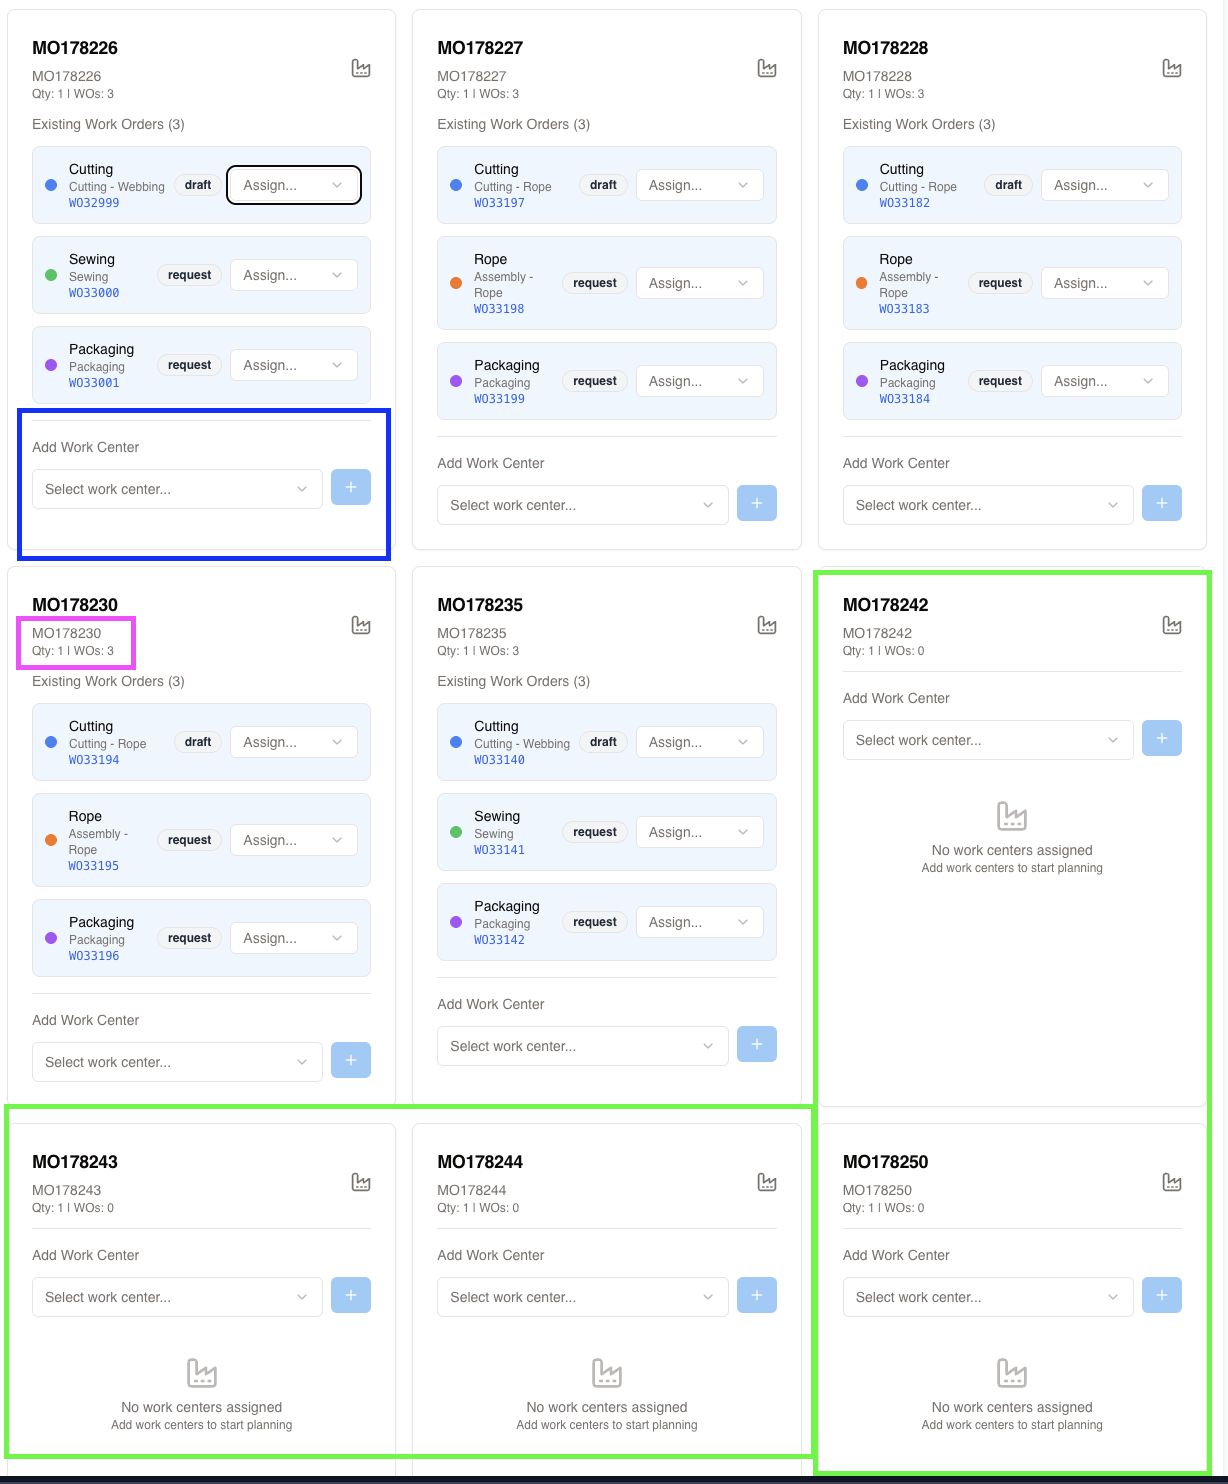 MO178226
MO178226
Qty: 1 | WOs: 3
Existing Work Orders (3)
Cutting
Cutting - Webbing
WO32999
draft
Assign...
Sewing
Sewing
WO33000
request
Assign...
Packaging
Packaging
WO33001
request
Assign...
Add Work Center
Select work center...
MO178227
MO178227
Qty: 1 | WOs: 3
Existing Work Orders (3)
Cutting
Cutting - Rope
WO33197
draft
Assign...
Rope
Assembly -
Rope
WO33198
request
Assign...
Packaging
Packaging
WO33199
request
Assign...
Add Work Center
Select work center...
MO178228
MO178228
Qty: 1 | WOs: 3
Existing Work Orders (3)
Cutting
Cutting - Rope
WO33182
draft
Assign...
Rope
Assembly -
Rope
WO33183
request
Assign...
Packaging
Packaging
WO33184
request
Assign...
Add Work Center
Select work center...
MO178230
MO178230
Qty: 1 | WOs: 3
Existing Work Orders (3)
Cutting
Cutting - Rope
WO33194
draft
Assign...
Rope
Assembly -
Rope
WO33195
request
Assign...
Packaging
Packaging
WO33196
request
Assign...
Add Work Center
Select work center...
MO178235
MO178235
Qty: 1 | WOs: 3
Existing Work Orders (3)
Cutting
Cutting - Webbing
WO33140
draft
Assign...
Sewing
Sewing
WO33141
request
Assign...
Packaging
Packaging
WO33142
request
Assign...
Add Work Center
Select work center...
MO178242
MO178242
Qty: 1 | WOs: 0
Add Work Center
Select work center...
No work centers assigned
Add work centers to start planning
MO178243
MO178243
Qty: 1 | WOs: 0
Add Work Center
Select work center...
No work centers assigned
Add work centers to start planning
MO178244
MO178244
Qty: 1 | WOs: 0
Add Work Center
Select work center...
No work centers assigned
Add work centers to start planning
MO178250
MO178250
Qty: 1 | WOs: 0
Add Work Center
Select work center...
No work centers assigned
Add work centers to start planning